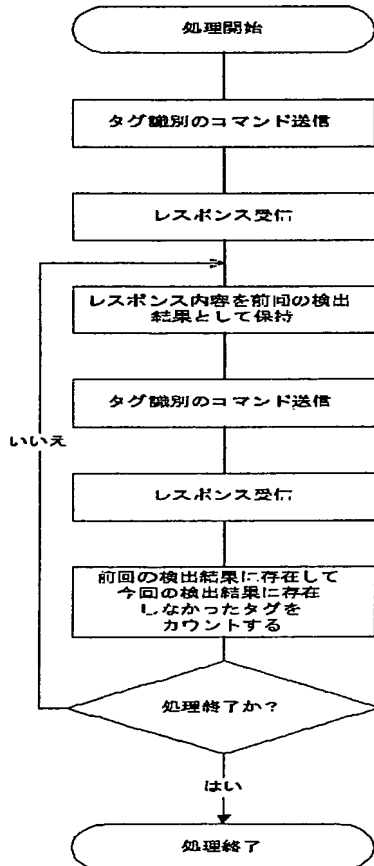 処理開始
タグ識別のコマンド送信
レスポンス受信
レスポンス内容を前回の検出
結果として保持
タグ識別のコマンド送信
いいえ
レスポンス受信
前回の検出結果に存在して
今回の検出結果に存在
しなかったタグを
カウントする
処理終了か?
はい
処理終了